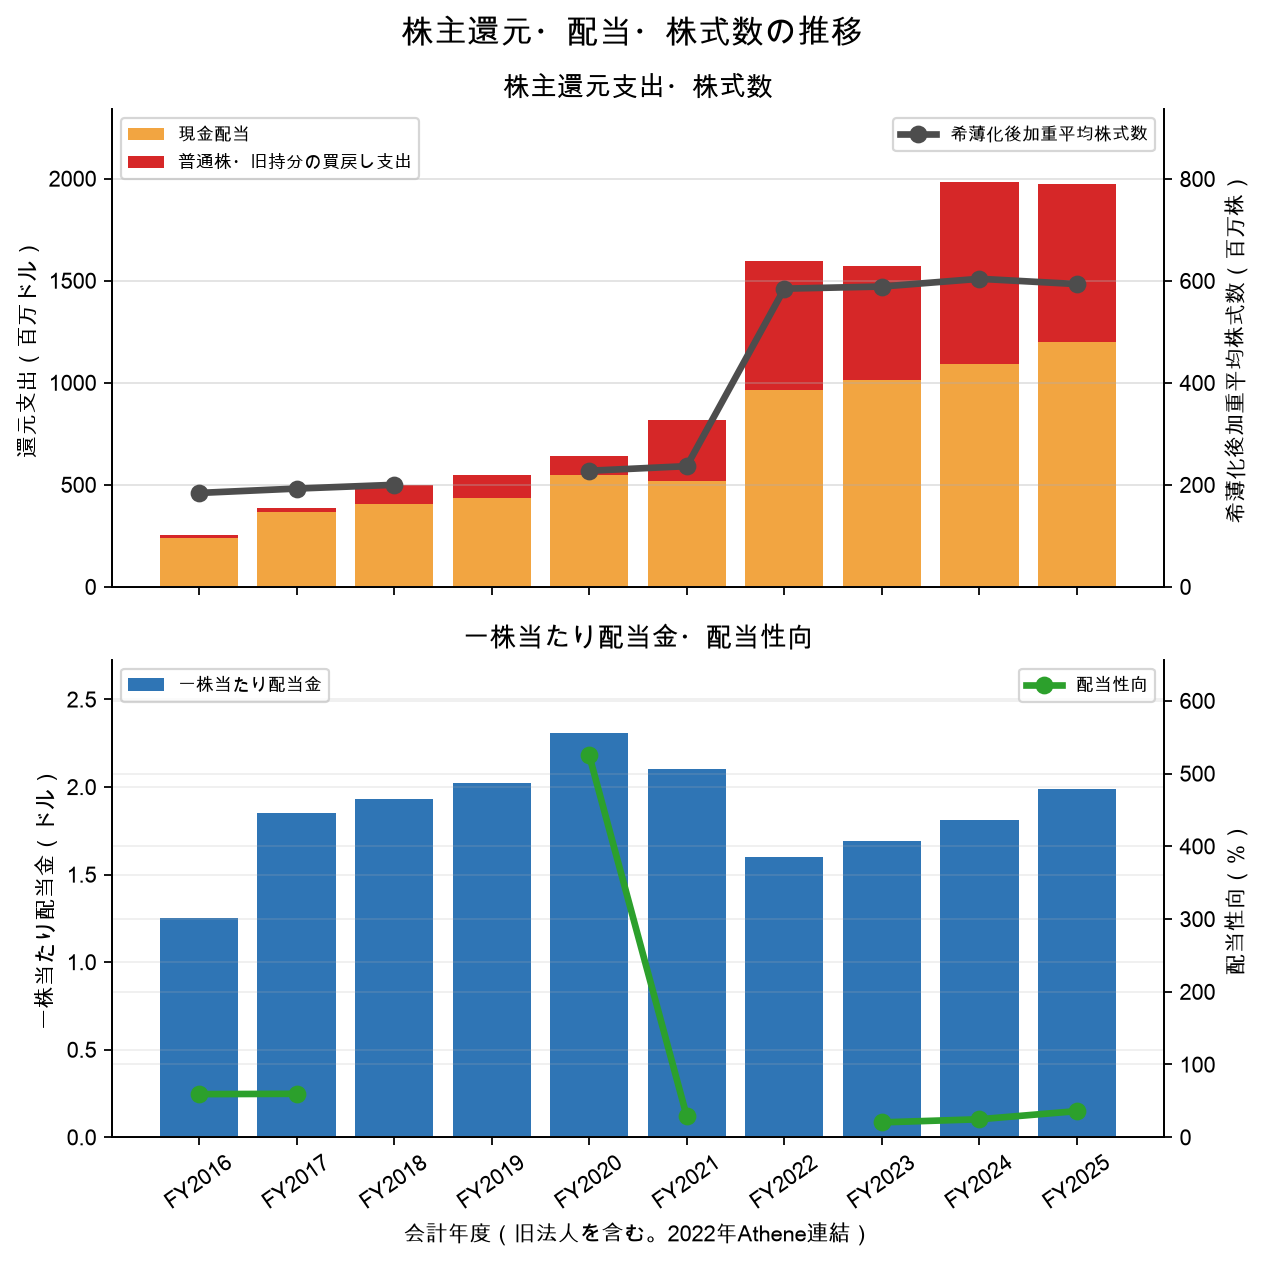 株主還元・配当・株式数の推移
株主還元支出・株式数
現金配当
普通株・旧持分の買戻し支出
希薄化後加重平均株式数
還元支出(百万ドル)
2000
1500
1000
500
0
800
600
400
200
0
希薄化後加重平均株式数(百万株)
一株当たり配当金・配当性向
一株当たり配当金
配当性向
一株当たり配当金(ドル)
2.5
2.0
1.5
1.0
0.5
0.0
600
500
400
300
200
100
0
配当性向(%)
FY2016
FY2017
FY2018
FY2019
FY2020
FY2021
FY2022
FY2023
FY2024
FY2025
会計年度(旧法人を含む。2022年Athene連結)